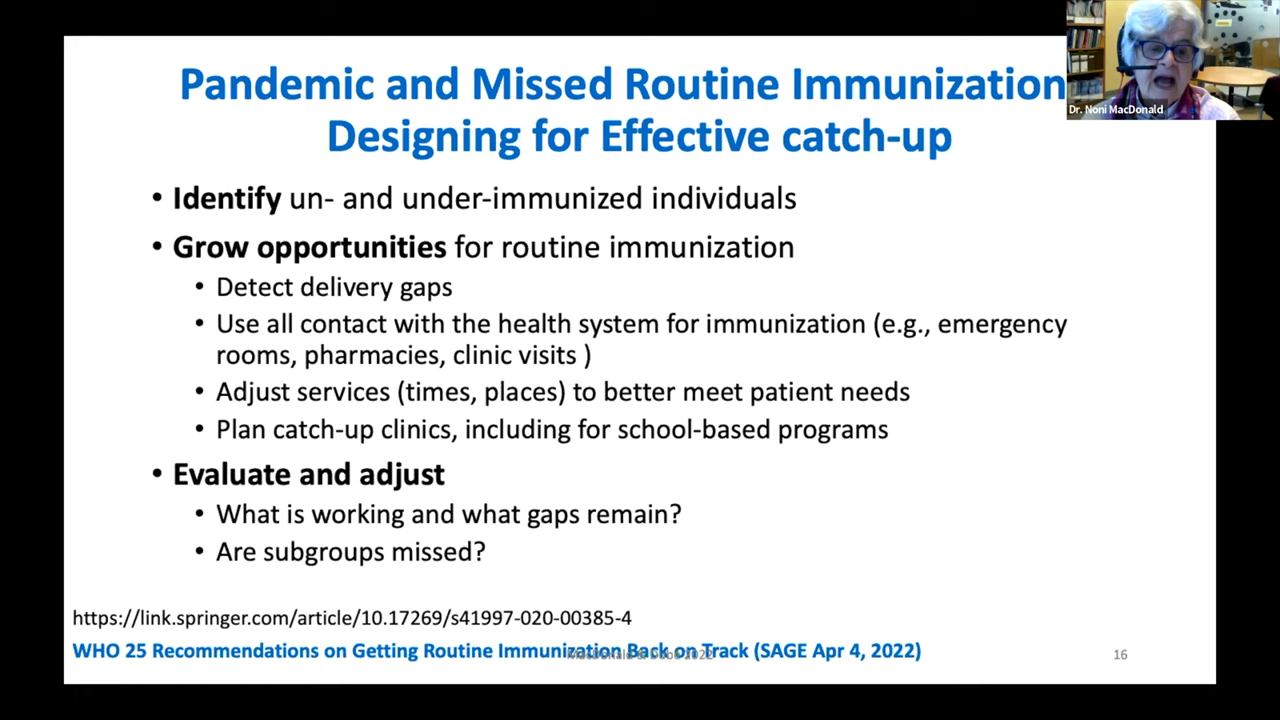 Pandemic and Missed Routine Immunization
Designing for Effective catch-up
Dr. Noni MacDonald
• Identify un- and under-immunized individuals
• Grow opportunities for routine immunization
• Detect delivery gaps
• Use all contact with the health system for immunization (e.g., emergency
rooms, pharmacies, clinic visits )
• Adjust services (times, places) to better meet patient needs
• Plan catch-up clinics, including for school-based programs
• Evaluate and adjust
• What is working and what gaps remain?
• Are subgroups missed?
https://link.springer.com/article/10.17269/s41997-020-00385-4
WHO 25 Recommendations on Getting Routine Immunization Back on Track (SAGE Apr 4, 2022)
16